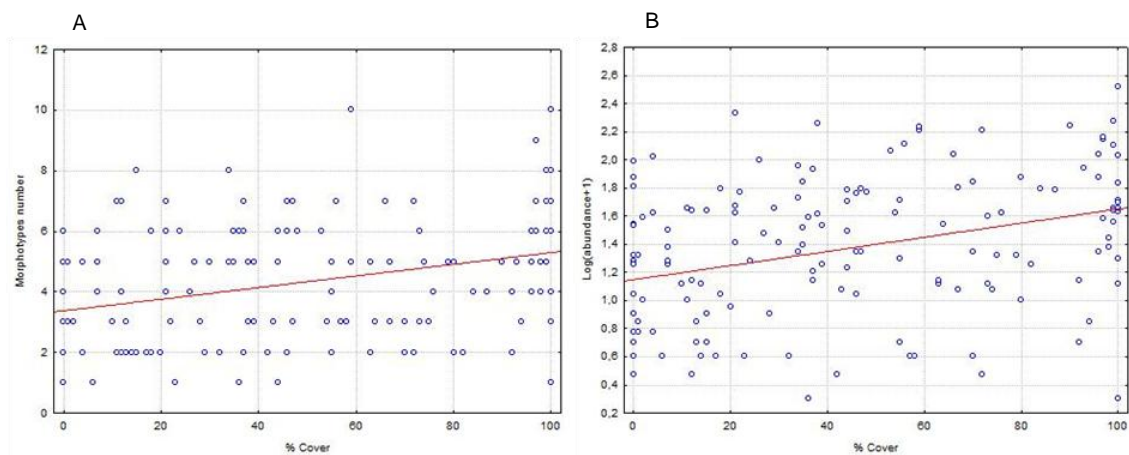 A
B
12
10
8
6
4
2
0
Morphotypes number
0 20 40 60 80 100
% Cover
2,8
2,6
2,4
2,2
2,0
1,8
1,6
1,4
1,2
1,0
0,8
0,6
0,4
0,2
Log(abundance+1)
0 20 40 60 80 100
% Cover